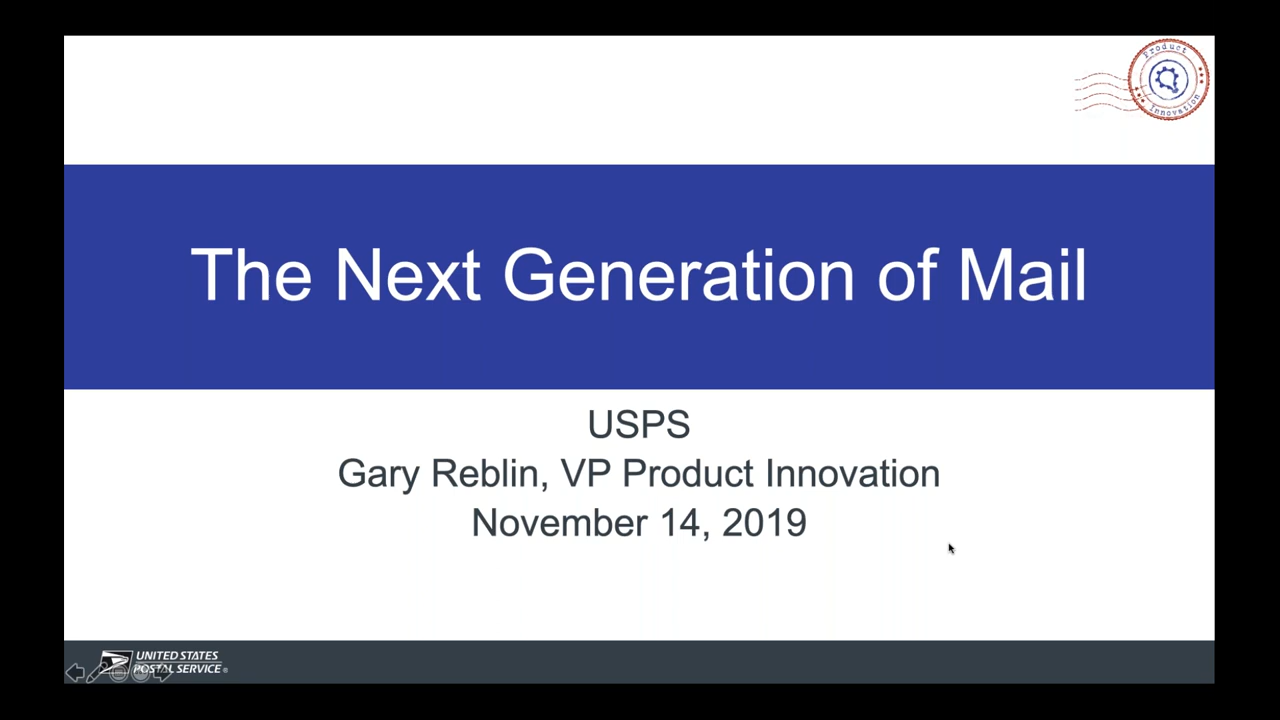 Product
Innovation
The Next Generation of Mail
USPS
Gary Reblin, VP Product Innovation
November 14, 2019
UNITED STATES
POSTAL SERVICE®